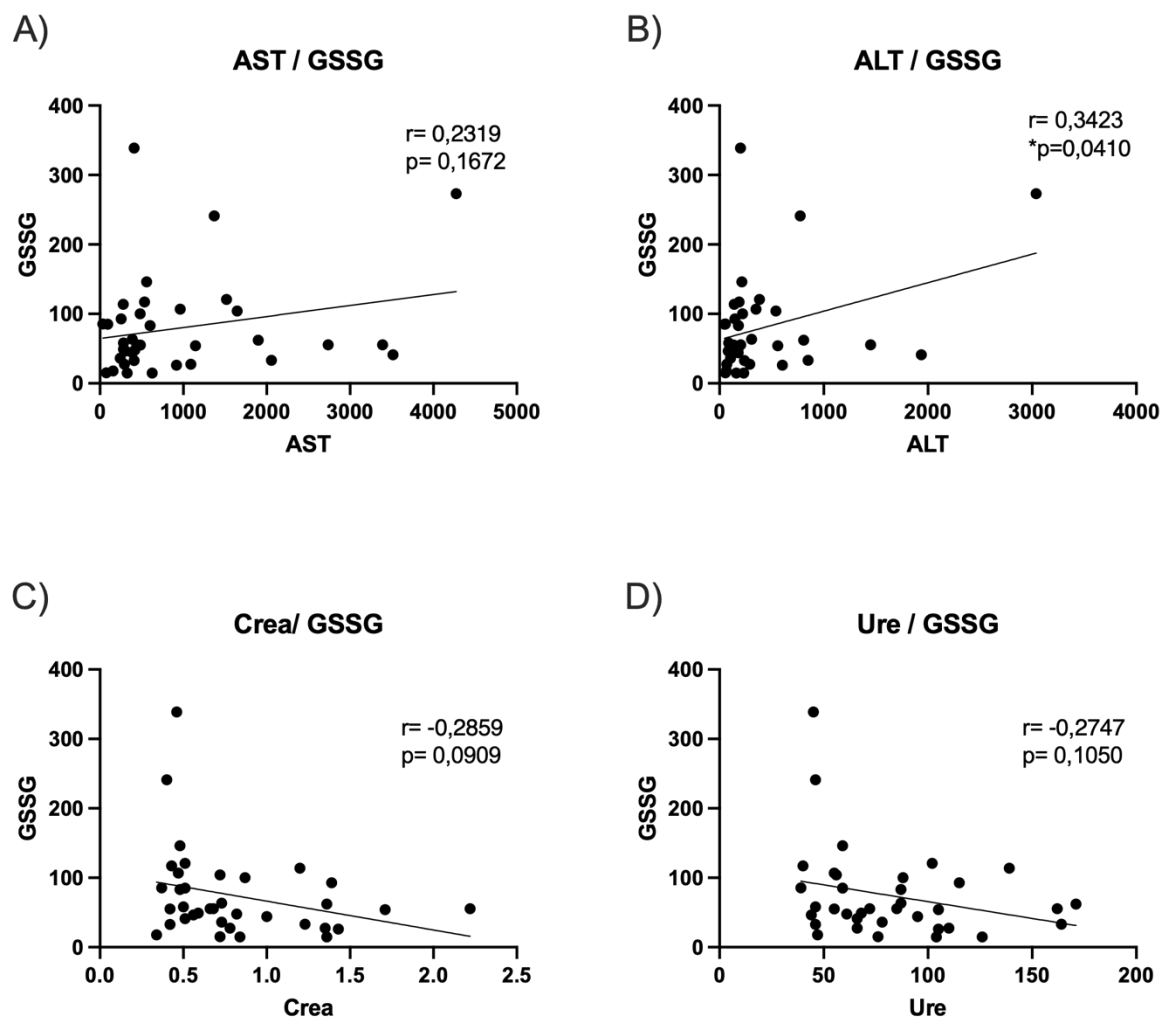 A)
AST / GSSG
r= 0,2319
p= 0,1672
400
300
200
100
0
GSSG
0
1000
2000
3000
4000
5000
AST
B)
ALT / GSSG
r= 0,3423
*p=0,0410
400
300
200
100
0
GSSG
0
1000
2000
3000
4000
ALT
C)
Crea/ GSSG
r= -0,2859
p= 0,0909
400
300
200
100
0
GSSG
0.0
0.5
1.0
1.5
2.0
2.5
Crea
D)
Ure / GSSG
r= -0,2747
p= 0,1050
400
300
200
100
0
GSSG
0
50
100
150
200
Ure